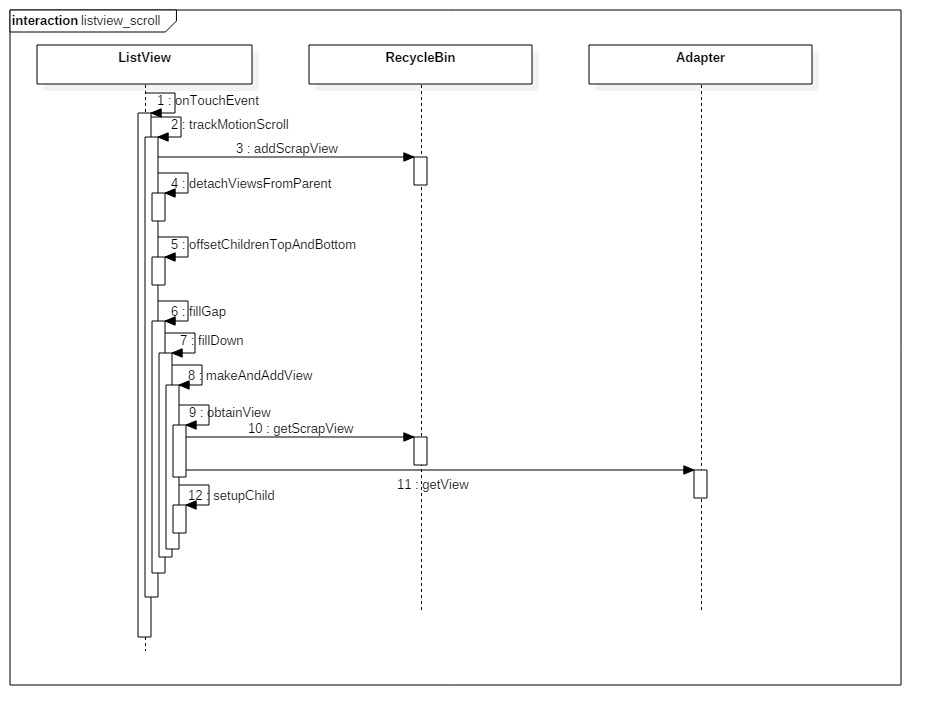 interaction listview_scroll
ListView
RecycleBin
Adapter
1 : onTouchEvent
2 : trackMotionScroll
3 : addScrapView
4 : detachViewsFromParent
5 : offsetChildrenTopAndBottom
6 : fillGap
7 : fillDown
8 : makeAndAddView
9 : obtainView
10 : getScrapView
11 : getView
12 : setupChild